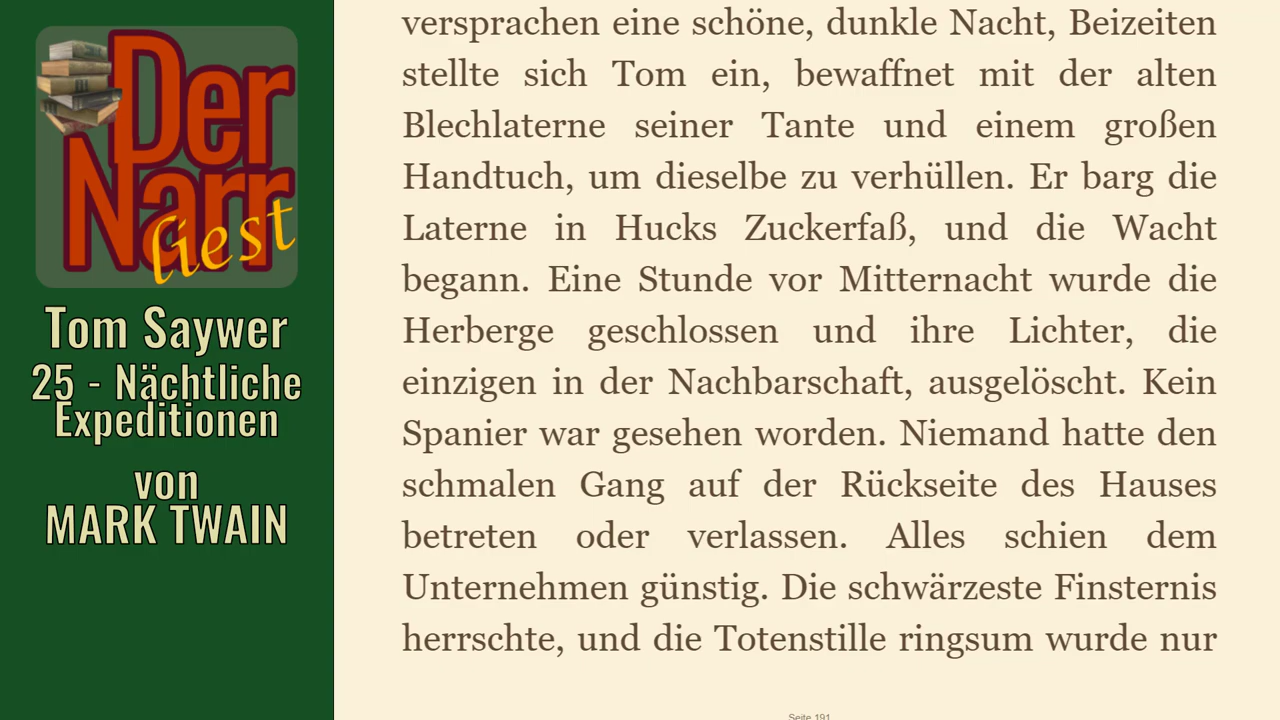 Der
Narr
liest
Tom Saywer
25 - Nächtliche
Expeditionen
von
MARK TWAIN
versprachen eine schöne, dunkle Nacht, Beizeiten
stellte sich Tom ein, bewaffnet mit der alten
Blechlaterne seiner Tante und einem großen
Handtuch, um dieselbe zu verhüllen. Er barg die
Laterne in Hucks Zuckerfaß, und die Wacht
begann. Eine Stunde vor Mitternacht wurde die
Herberge geschlossen und ihre Lichter, die
einzigen in der Nachbarschaft, ausgelöscht. Kein
Spanier war gesehen worden. Niemand hatte den
schmalen Gang auf der Rückseite des Hauses
betreten oder verlassen. Alles schien dem
Unternehmen günstig. Die schwärzeste Finsternis
herrschte, und die Totenstille ringsum wurde nur
Seite 191